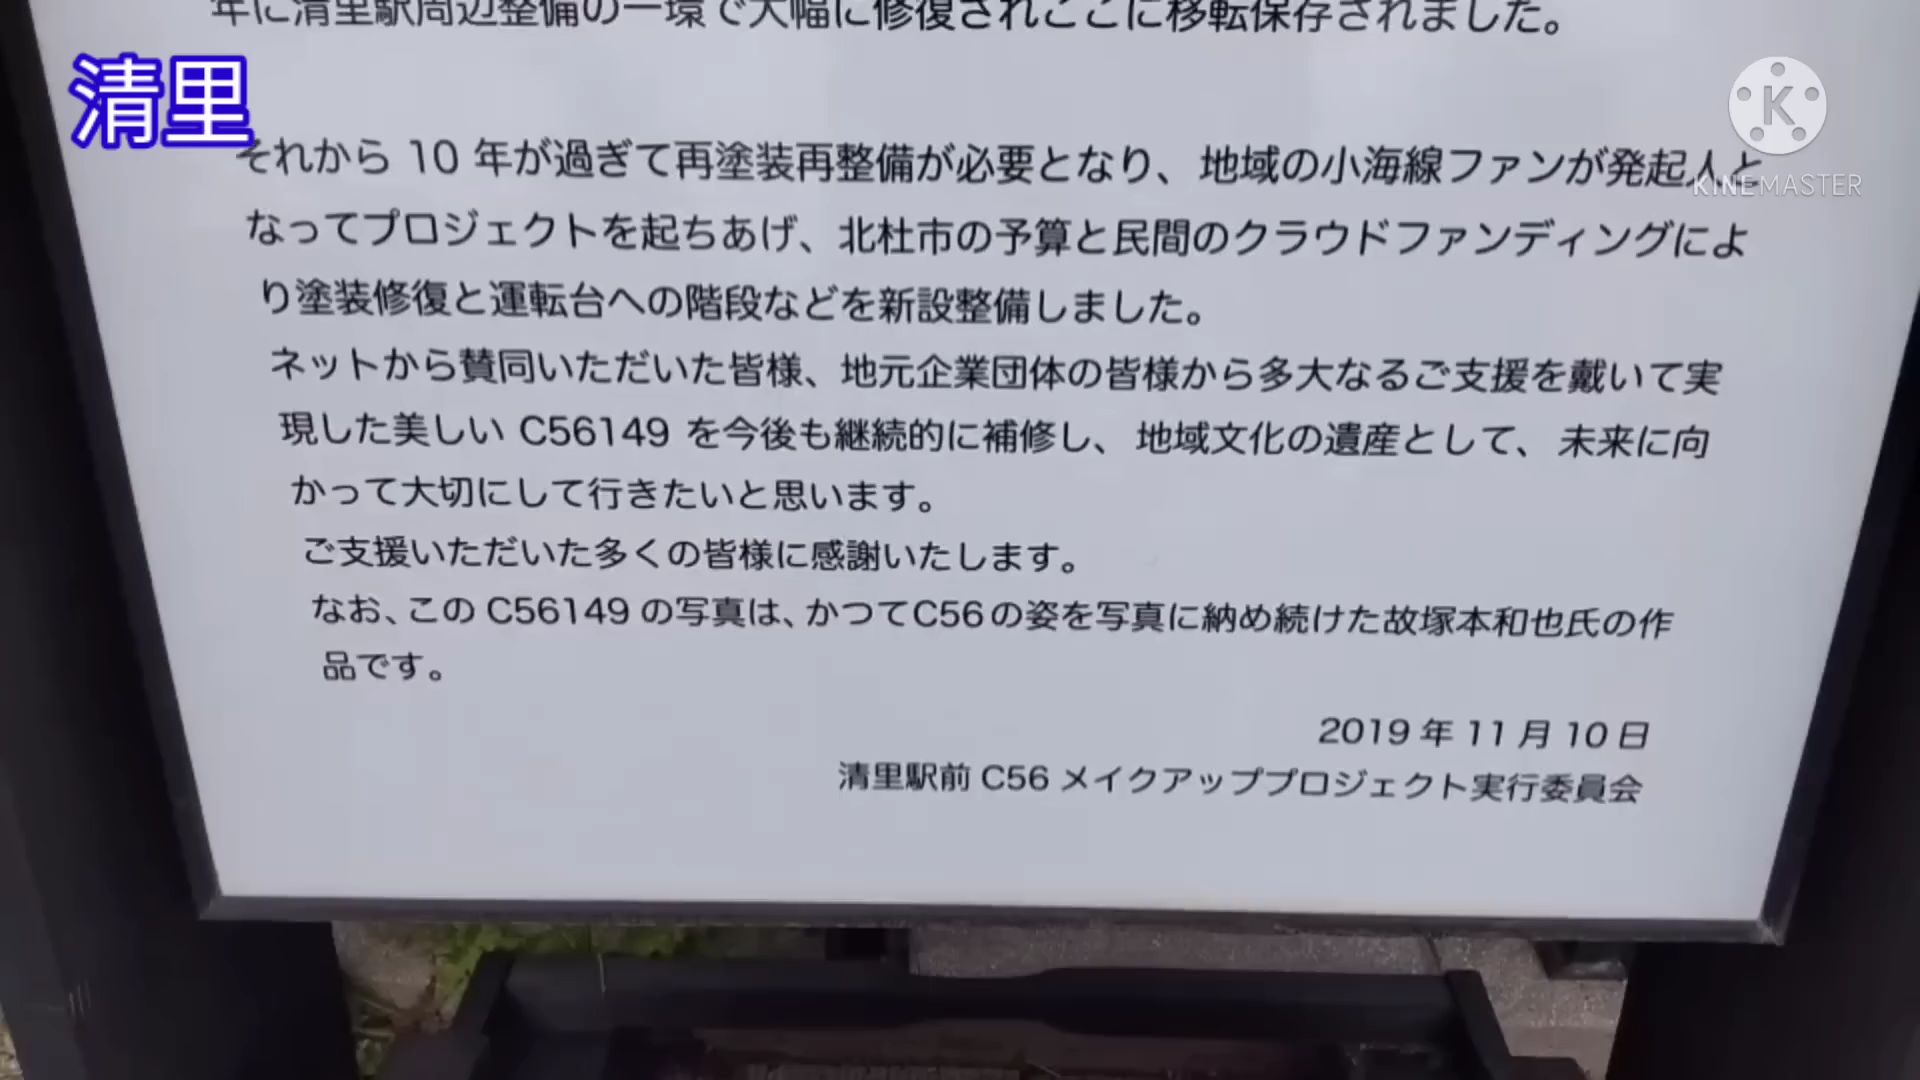 年に清里駅周辺整備の一環で大幅に修復されここに移転保存されました。
清里
それから 10 年が過ぎて再塗装再整備が必要となり、地域の小海線ファンが発起人と
なってプロジェクトを起ちあげ、北杜市の予算と民間のクラウドファンディングによ
り塗装修復と運転台への階段などを新設整備しました。
ネットから賛同いただいた皆様、地元企業団体の皆様から多大なるご支援を戴いて実
現した美しい C56149 を今後も継続的に補修し、地域文化の遺産として、未来に向
かって大切にして行きたいと思います。
ご支援いただいた多くの皆様に感謝いたします。
なお、この C56149 の写真は、かつてC56の姿を写真に納め続けた故塚本和也氏の作
品です。
2019 年 11 月 10 日
清里駅前 C56 メイクアッププロジェクト実行委員会
K
KINEMASTER